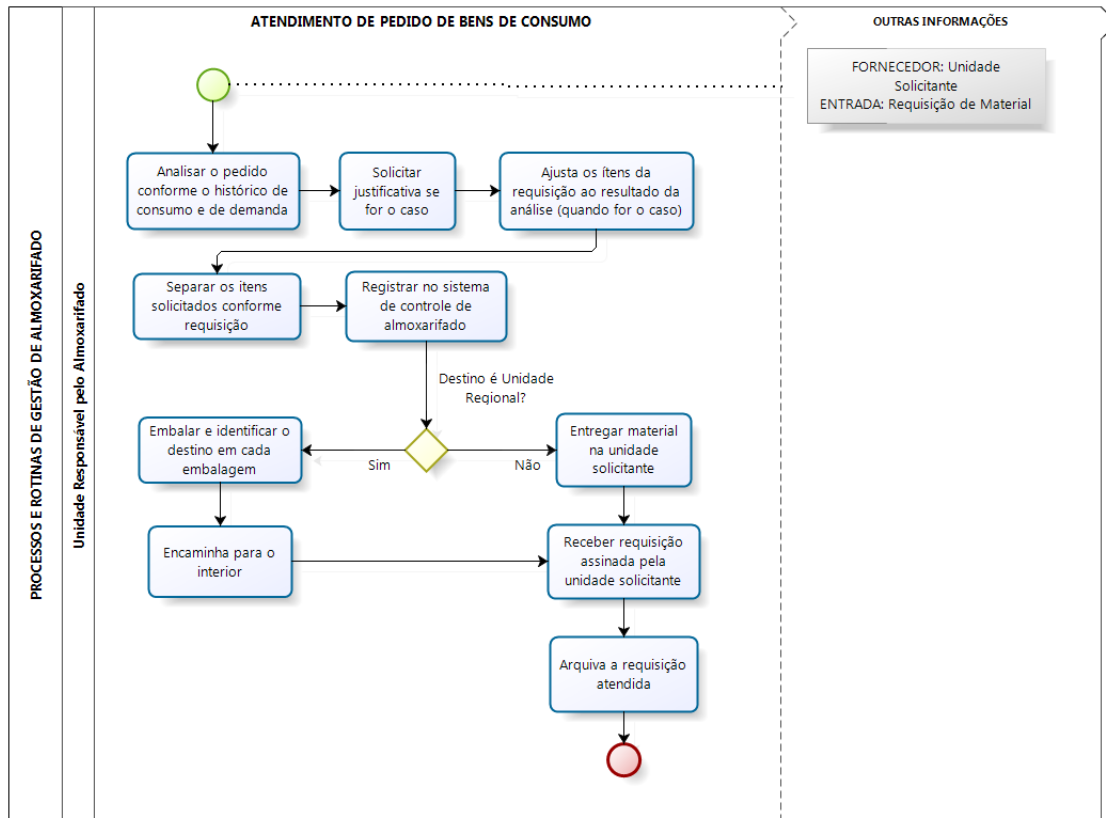 ATENDIMENTO DE PEDIDO DE BENS DE CONSUMO
OUTRAS INFORMAÇÕES
FORNECEDOR: Unidade
Solicitante
ENTRADA: Requisição de Material
PROCESSOS E ROTINAS DE GESTÃO DE ALMOXARIFADO
Unidade Responsável pelo Almoxarifado
Analisar o pedido
conforme o histórico de
consumo e de demanda
Solicitar
justificativa se
for o caso
Ajusta os ítens da
requisição ao resultado da
análise (quando for o caso)
Separar os itens
solicitados conforme
requisição
Registrar no sistema
de controle de
almoxarifado
Destino é Unidade
Regional?
Embalar e identificar o
destino em cada
embalagem
Sim
Não
Entregar material
na unidade
solicitante
Encaminha para o
interior
Receber requisição
assinada pela
unidade solicitante
Arquiva a requisição
atendida